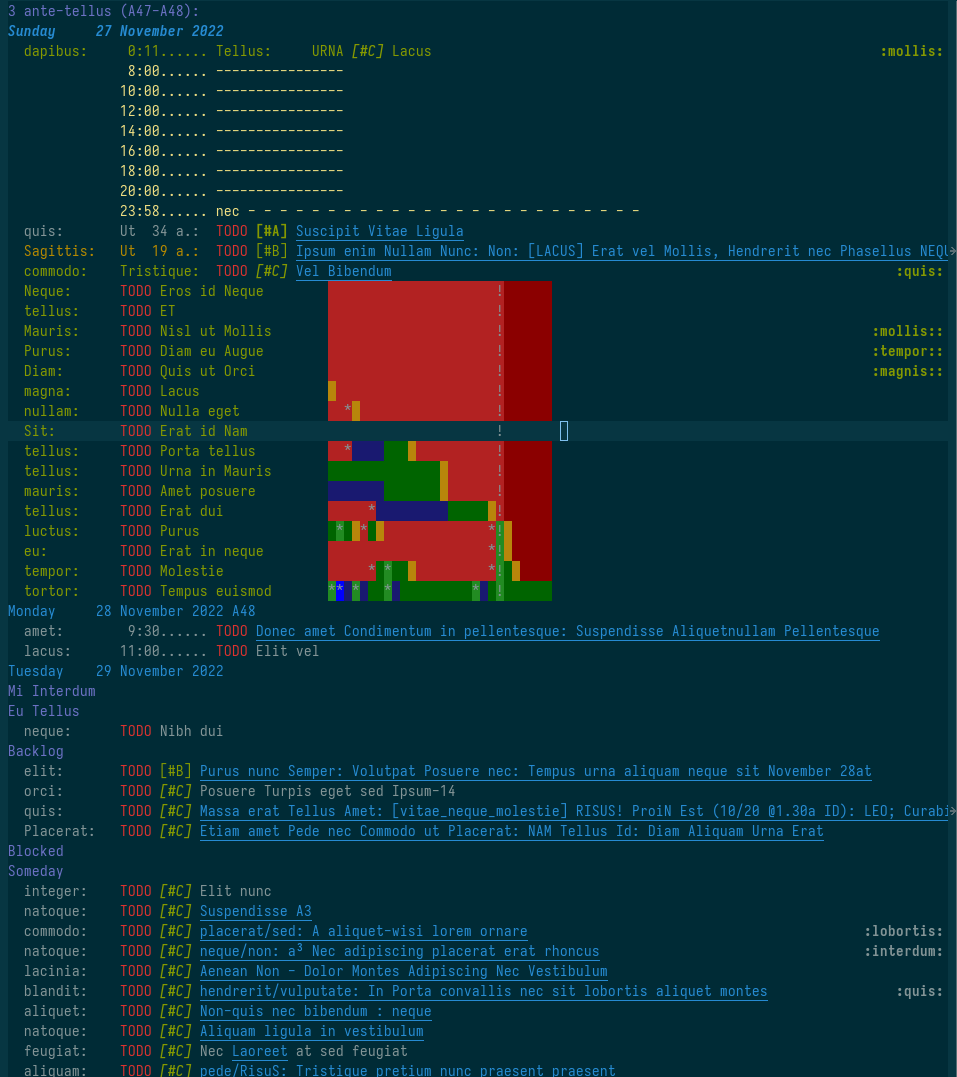 3 ante-tellus (A47-A48):
Sunday 27 November 2022
dapibus: 0:11...... Tellus: URNA [#C] Lacus :mollis:
8:00...... ----------------
10:00...... ----------------
12:00...... ----------------
14:00...... ----------------
16:00...... ----------------
18:00...... ----------------
20:00...... ----------------
23:58...... nec - - - - - - - - - - - - - - - - - - - - - - - - -
quis: Ut 34 a.: TODO [#A] Suscipit Vitae Ligula
Sagittis: Ut 19 a.: TODO [#B] Ipsum enim Nullam Nunc: Non: [LACUS] Erat vel Mollis, Hendrerit nec Phasellus NEQU
commodo: Tristique: TODO [#C] Vel Bibendum :quis:
Neque: TODO Eros id Neque !
tellus: TODO ET !
Mauris: TODO Nisl ut Mollis ! :mollis::
Purus: TODO Diam eu Augue ! :tempor::
Diam: TODO Quis ut Orci ! :magnis::
magna: TODO Lacus !
nullam: TODO Nulla eget * !
Sit: TODO Erat id Nam !
tellus: TODO Porta tellus * !
tellus: TODO Urna in Mauris !
mauris: TODO Amet posuere !
tellus: TODO Erat dui * !
luctus: TODO Purus * * *!
eu: TODO Erat in neque *!
tempor: TODO Molestie * * *!
tortor: TODO Tempus euismod ** * * * !
Monday 28 November 2022 A48
amet: 9:30...... TODO Donec amet Condimentum in pellentesque: Suspendisse Aliquetnullam Pellentesque
lacus: 11:00...... TODO Elit vel
Tuesday 29 November 2022
Mi Interdum
Eu Tellus
neque: TODO Nibh dui
Backlog
elit: TODO [#B] Purus nunc Semper: Volutpat Posuere nec: Tempus urna aliquam neque sit November 28at
orci: TODO [#C] Posuere Turpis eget sed Ipsum-14
quis: TODO [#C] Massa erat Tellus Amet: [vitae_neque_molestie] RISUS! ProiN Est (10/20 @1.30a ID): LEO; Curabi
Placerat: TODO [#C] Etiam amet Pede nec Commodo ut Placerat: NAM Tellus Id: Diam Aliquam Urna Erat
Blocked
Someday
integer: TODO [#C] Elit nunc
natoque: TODO [#C] Suspendisse A3
commodo: TODO [#C] placerat/sed: A aliquet-wisi lorem ornare :lobortis:
natoque: TODO [#C] neque/non: a³ Nec adipiscing placerat erat rhoncus :interdum:
lacinia: TODO [#C] Aenean Non - Dolor Montes Adipiscing Nec Vestibulum
blandit: TODO [#C] hendrerit/vulputate: In Porta convallis nec sit lobortis aliquet montes :quis:
aliquet: TODO [#C] Non-quis nec bibendum : neque
natoque: TODO [#C] Aliquam ligula in vestibulum
feugiat: TODO [#C] Nec Laoreet at sed feugiat
aliquam: TODO [#C] pede/RisuS: Tristique pretium nunc praesent praesent